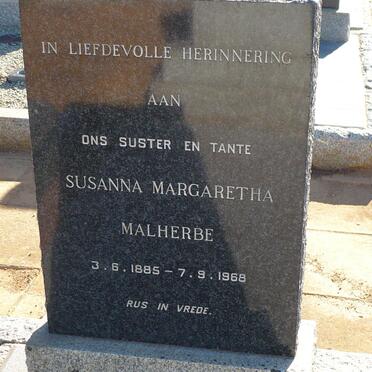 IN LIEFDEVOLLE HERINNERING
AAN
ONS SUSTER EN TANTE
SUSANNA MARGARETHA
MALHERBE
3.6.1885 – 7.9.1968
RUS IN VREDE.